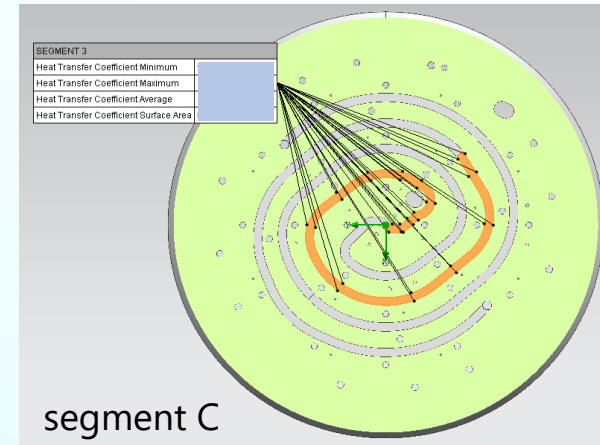 SEGMENT 3
Heat Transfer Coefficient Minimum
Heat Transfer Coefficient Maximum
Heat Transfer Coefficient Average
Heat Transfer Coefficient Surface Area
segment C